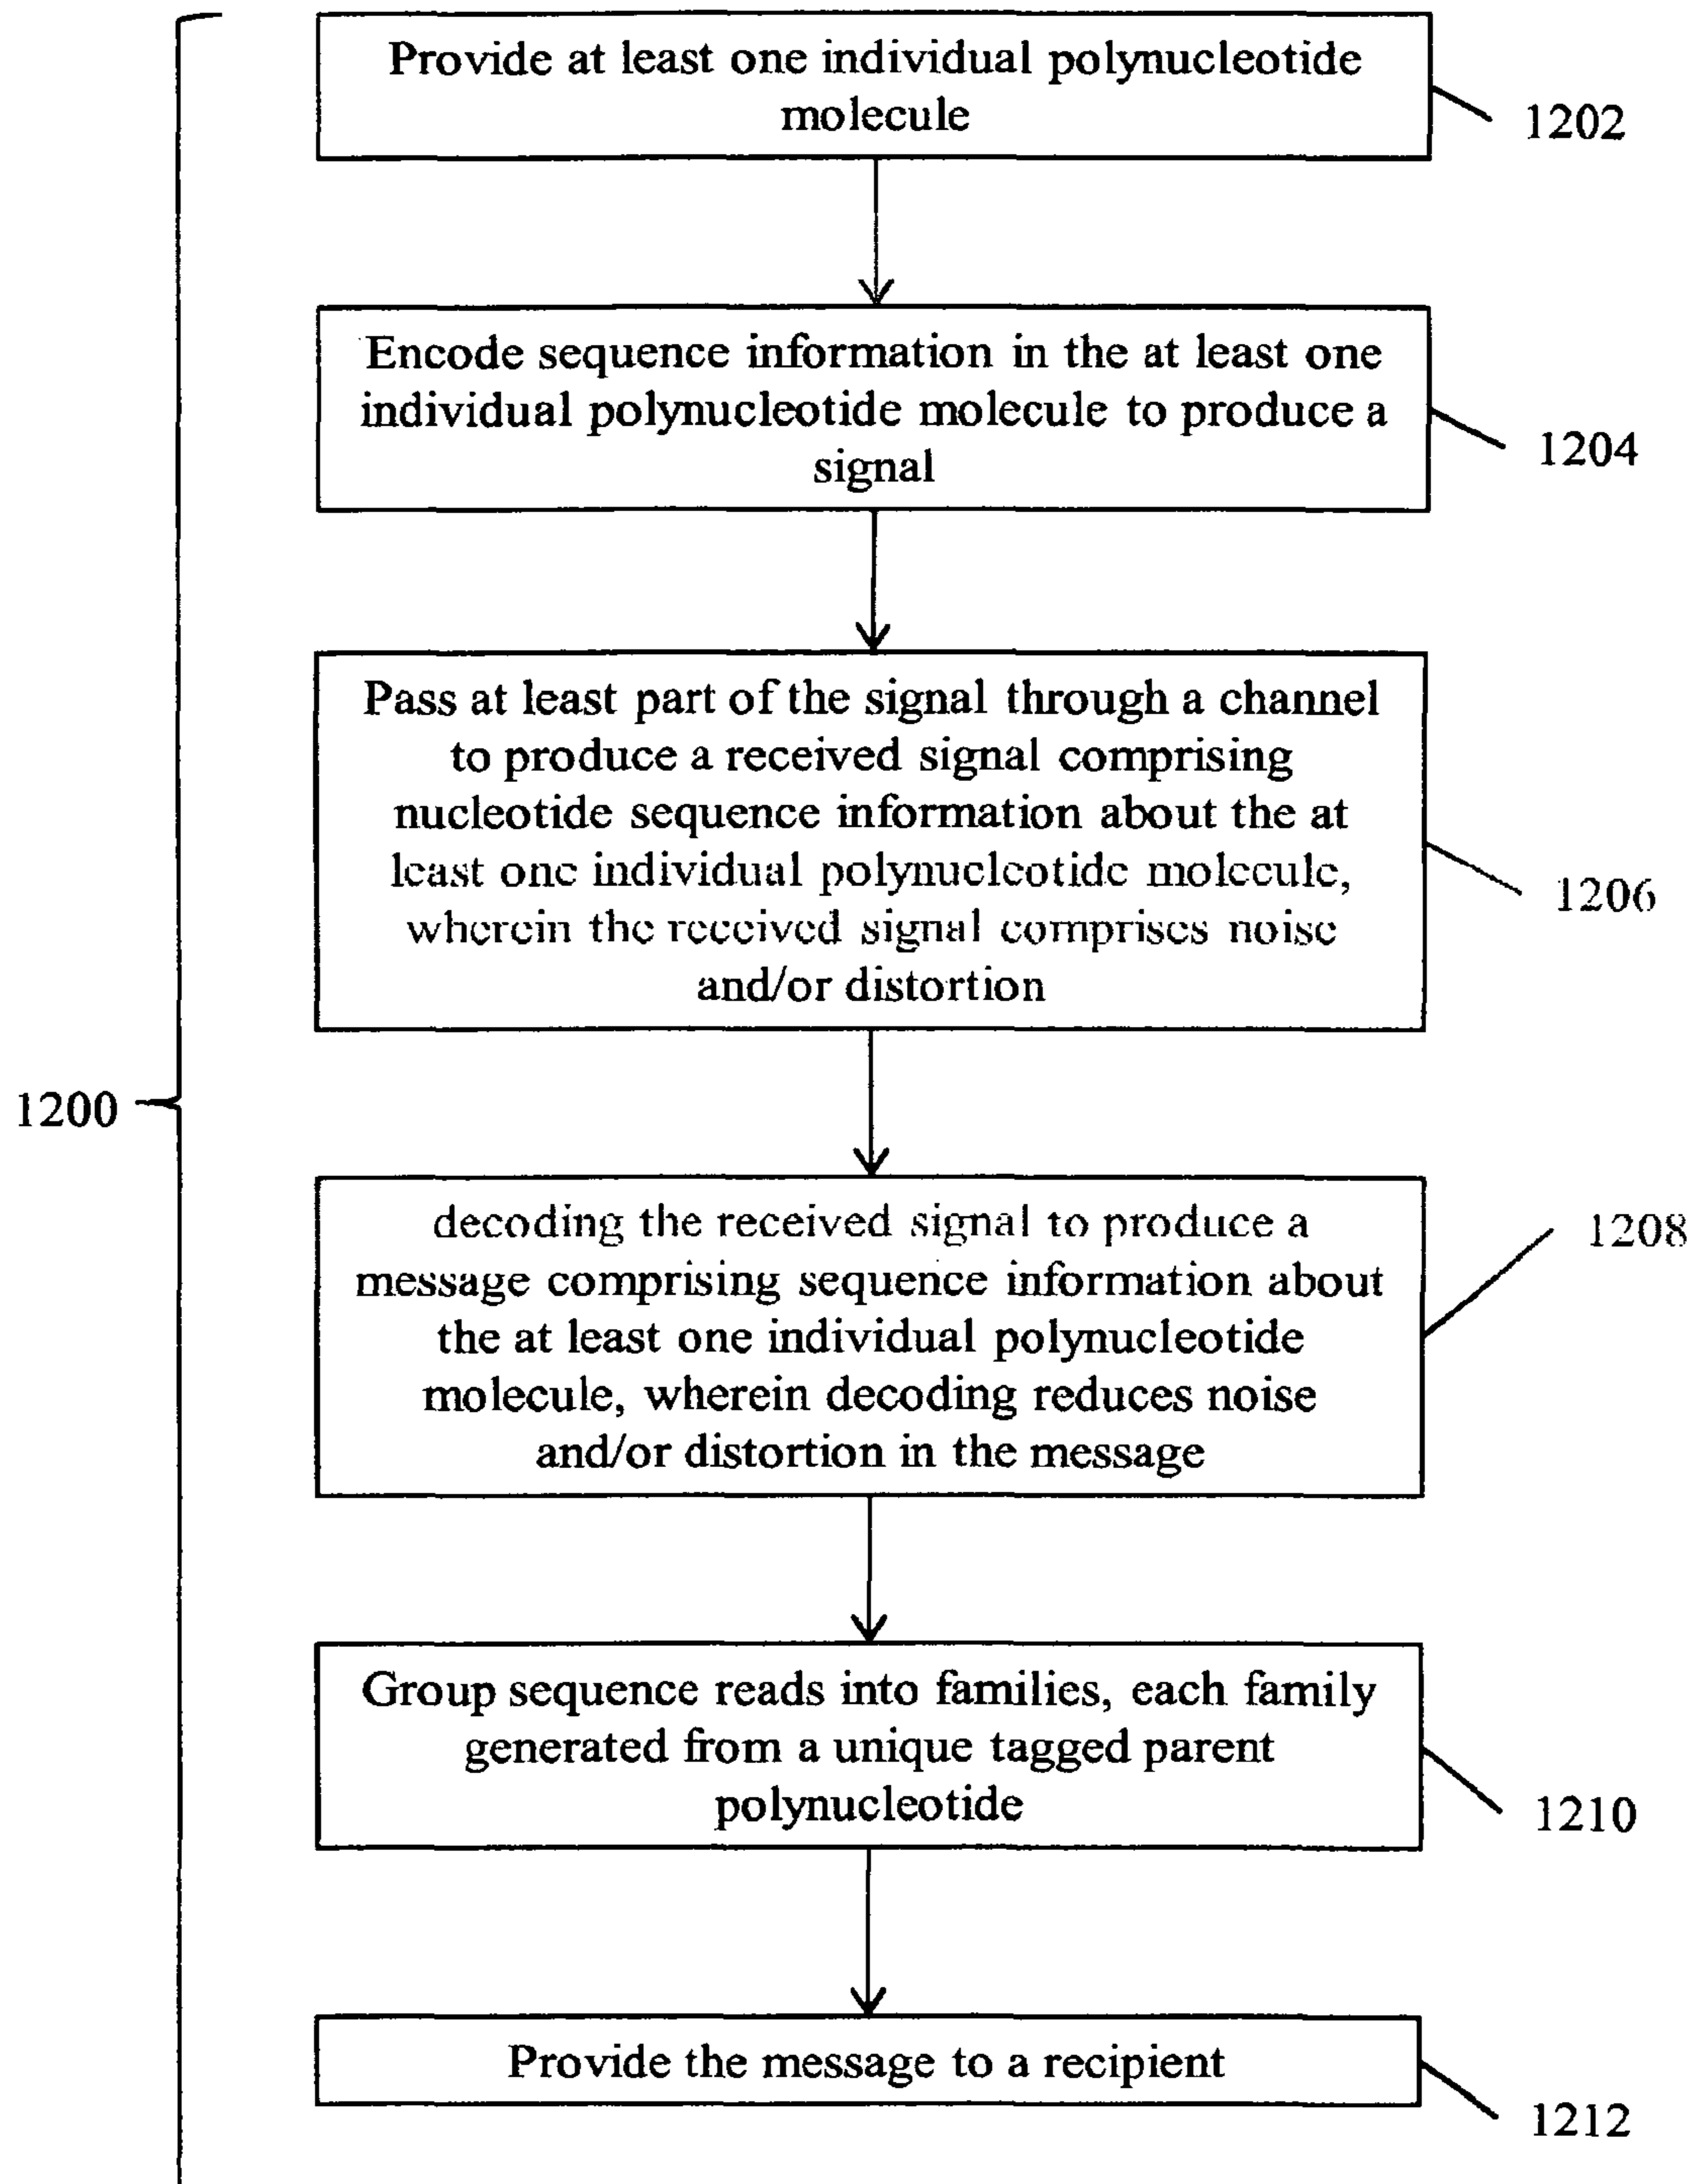 Provide at least one individual polynucleotide
molecule
1202
Encode sequence information in the at least one
individual polynucleotide molecule to produce a
signal
1204
Pass at least part of the signal through a channel
to produce a received signal comprising
nucleotide sequence information about the at
least one individual polynucleotide molecule,
wherein the received signal comprises noise
and/or distortion
1206
1200
decoding the received signal to produce a
message comprising sequence information about
the at least one individual polynucleotide
molecule, wherein decoding reduces noise
and/or distortion in the message
1208
Group sequence reads into families, each family
generated from a unique tagged parent
polynucleotide
1210
Provide the message to a recipient
1212